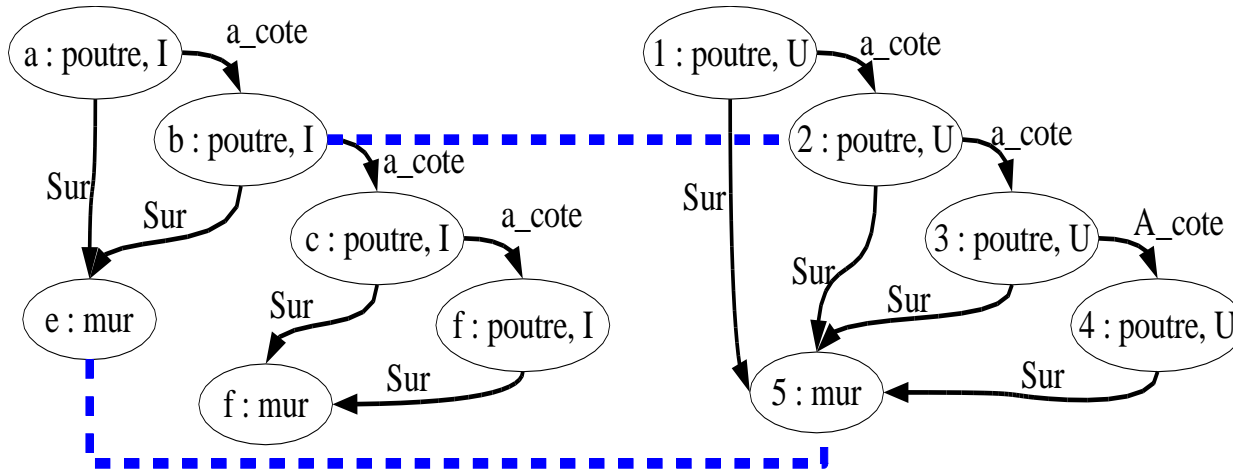 a : poutre, I
a_cote
b : poutre, I
a_cote
Sur
Sur
c : poutre, I
a_cote
e : mur
Sur
f : poutre, I
f : mur
Sur
1 : poutre, U
a_cote
2 : poutre, U
a_cote
Sur
3 : poutre, U
A_cote
Sur
Sur
4 : poutre, U
5 : mur
Sur